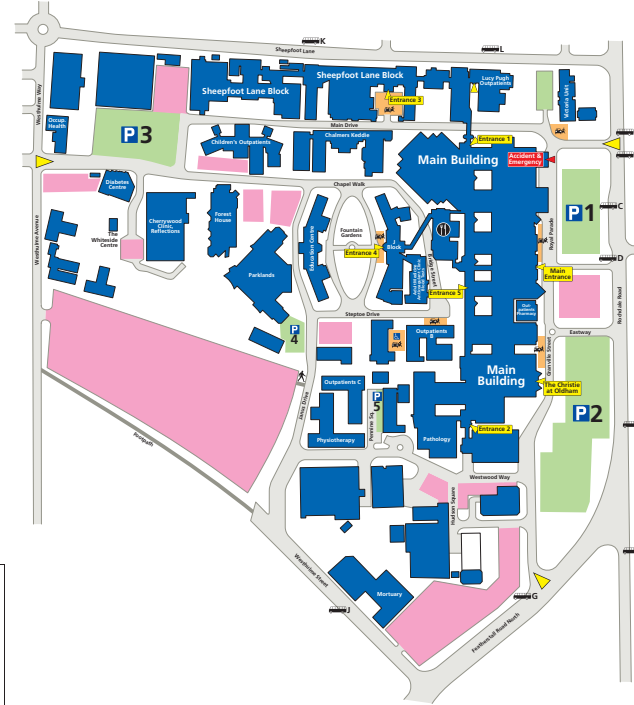 K
Sheepfoot Lane
L
Westhulme Way
Sheepfoot Lane Block
Sheepfoot Lane Block
Lucy Pugh
Outpatients
Victoria Unit
Entrance 3
Occup.
Health
P 3
Main Drive
Children's Outpatients
Chalmers Keddie
Entrance 1
Main Building
Accident &
Emergency
Chapel Walk
Diabetes
Centre
Cherrywood
Clinic,
Reflections
Forest
House
The
Whiteside
Centre
Westhulme Avenue
Education Centre
Fountain
Gardens
Block
Entrance 4
P 1
C
Royal Parade
D
Main
Entrance
Rochdale Road
Parklands
Entrance 5
Out-
patients
Pharmacy
Steptoe Drive
P
4
Outpatients
B
Eastway
Granville Street
Main
Building
The Christie
at Oldham
Outpatients C
P
5
P 2
Pennine Sq.
Physiotherapy
Pathology
Entrance 2
Footpath
Westwood Way
Hudson Square
Westhulme Street
Mortuary
J
G
Featherstall Road North